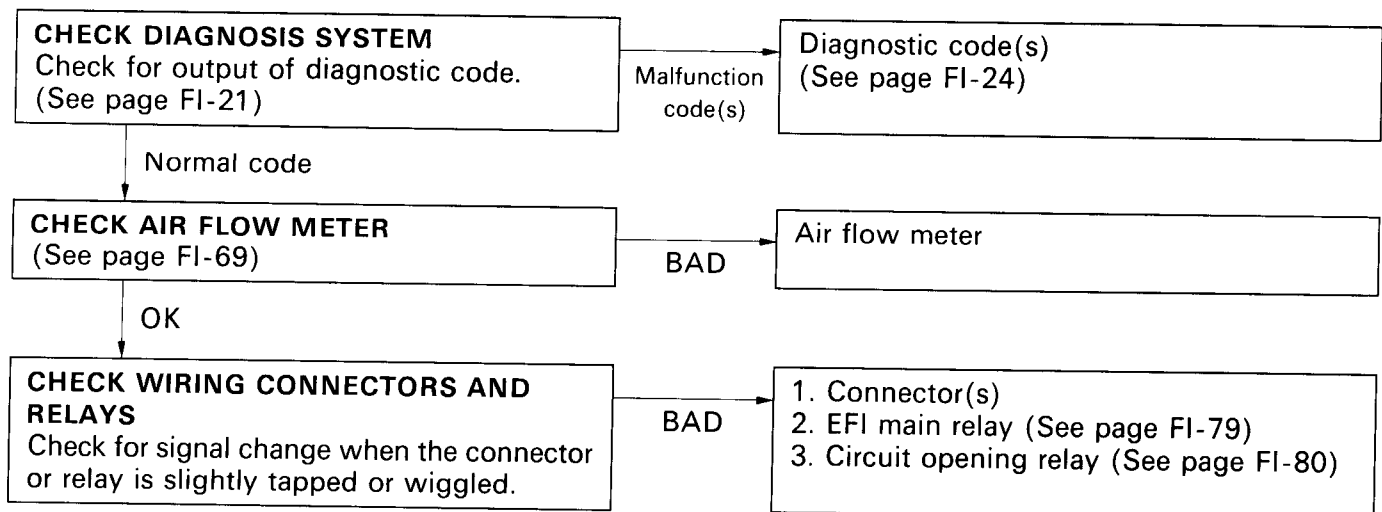 CHECK DIAGNOSIS SYSTEM
Check for output of diagnostic code.
(See page FI-21)
Malfunction
code(s)
Diagnostic code(s)
(See page FI-24)
Normal code
CHECK AIR FLOW METER
(See page FI-69)
BAD
Air flow meter
OK
CHECK WIRING CONNECTORS AND
RELAYS
Check for signal change when the connector
or relay is slightly tapped or wiggled.
BAD
1. Connector(s)
2. EFI main relay (See page FI-79)
3. Circuit opening relay (See page FI-80)